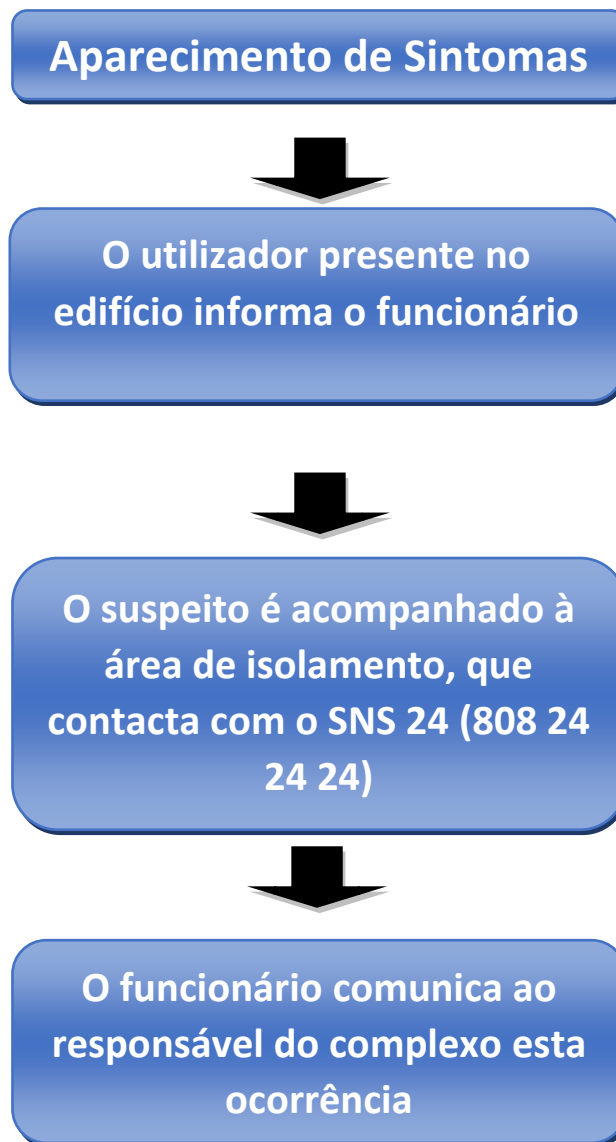 Aparecimento de Sintomas
O utilizador presente no
edifício informa o funcionário
O suspeito é acompanhado à
área de isolamento, que
contacta com o SNS 24 (808 24
24 24)
O funcionário comunica ao
responsável do complexo esta
ocorrência